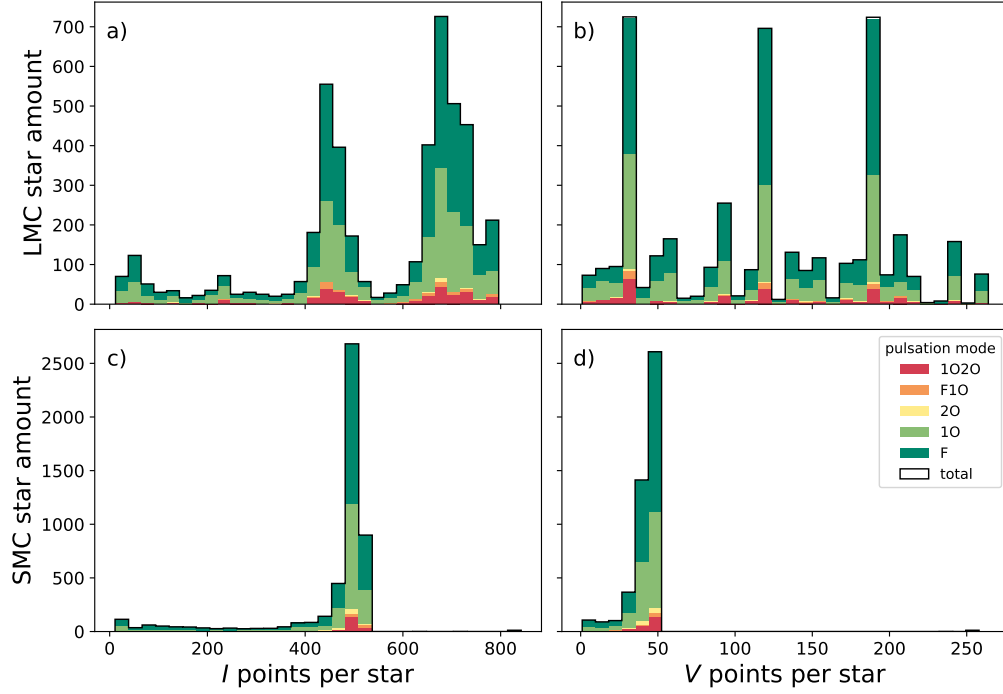 a)
b)
LMC star amount
700
600
500
400
300
200
100
0
c)
d)
SMC star amount
2500
2000
1500
1000
500
0
pulsation mode
1O2O
F1O
2O
1O
F
total
0 200 400 600 800
0 50 100 150 200 250
I points per star
V points per star